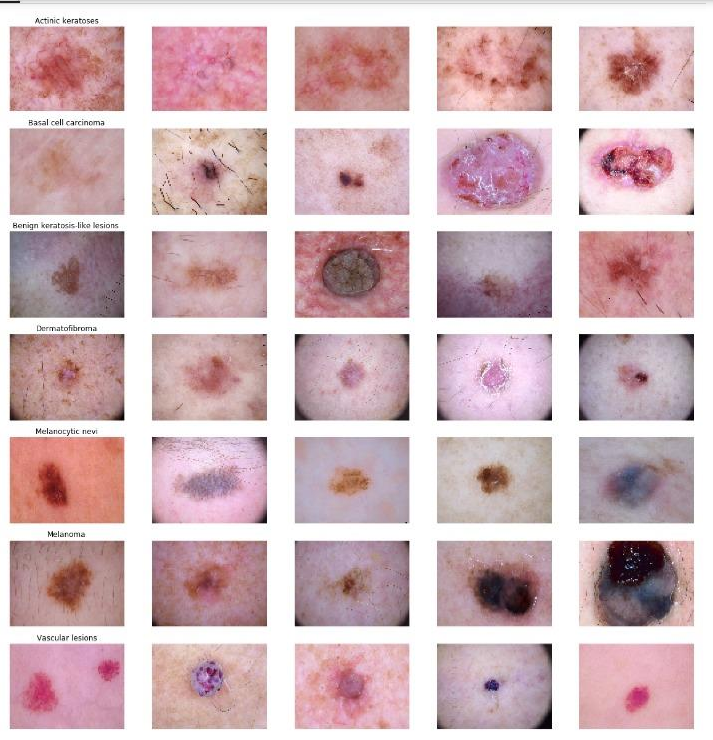 Actinic keratoses
Basal cell carcinoma
Benign keratosis-like lesions
Dermatofibroma
Melanocytic nevi
Melanoma
Vascular lesions